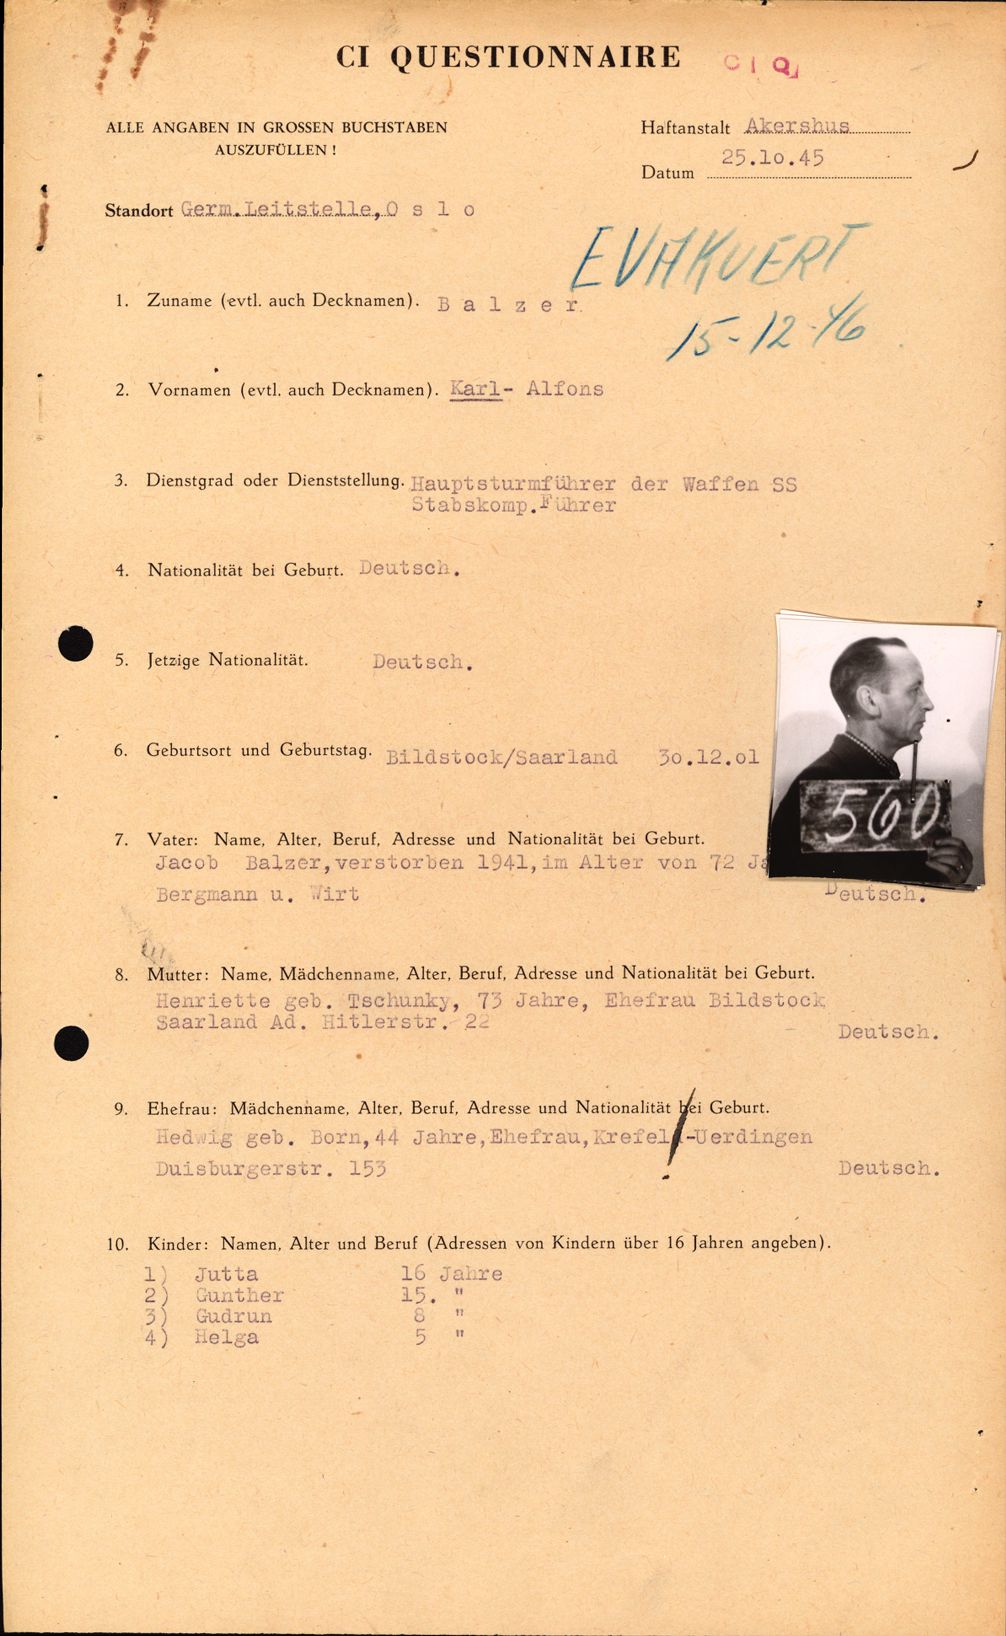 CI QUESTIONNAIRE
CIQ
ALLE ANGABEN IN GROSSEN BUCHSTABEN
AUSZUFÜLLEN !
Haftanstalt Akershus
Datum 25.lo.45
Standort Germ.Leitstelle,O s l o
EVAKUERT
15-12-46
1. Zuname (evtl. auch Decknamen). B a l z e r
2. Vornamen (evtl. auch Decknamen). Karl- Alfons
3. Dienstgrad oder Dienststellung. Hauptsturmführer der Waffen SS
Stabskomp.Führer
4. Nationalität bei Geburt. Deutsch.
5. Jetzige Nationalität. Deutsch.
6. Geburtsort und Geburtstag. Bildstock/Saarland 3o.12.o1
560
7. Vater: Name, Alter, Beruf, Adresse und Nationalität bei Geburt.
Jacob Balzer,verstorben 1941,im Alter von 72
Bergmann u. Wirt Deutsch.
8. Mutter: Name, Mädchenname, Alter, Beruf, Adresse und Nationalität bei Geburt.
Henriette geb. Tschunky, 73 Jahre, Ehefrau Bildstock
Saarland Ad. Hitlerstr. 22 Deutsch.
9. Ehefrau: Mädchenname, Alter, Beruf, Adresse und Nationalität bei Geburt.
Hedwig geb. Born,44 Jahre,Ehefrau,Krefeld-Uerdingen
Duisburgerstr. 153 Deutsch.
10. Kinder: Namen, Alter und Beruf (Adressen von Kindern über 16 Jahren angeben).
1) Jutta 16 Jahre
2) Gunther 15. "
3) Gudrun 8 "
4) Helga 5 "